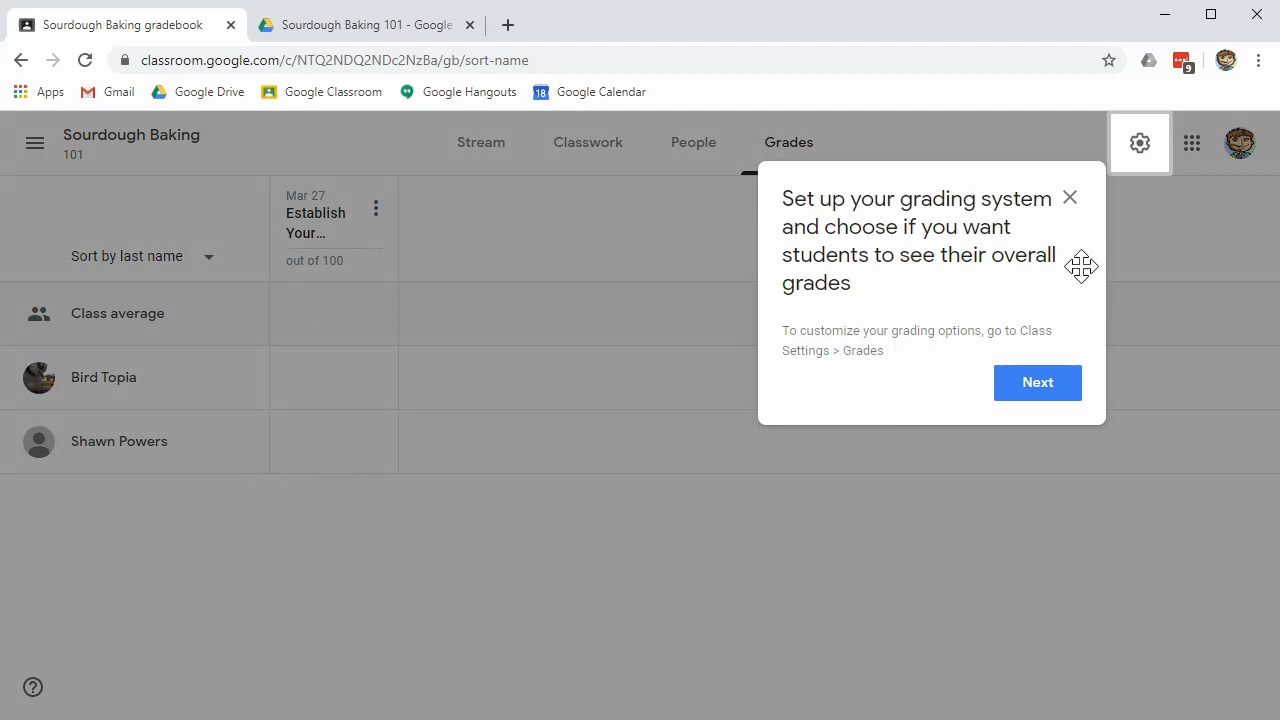 Sourdough Baking gradebook
Sourdough Baking 101 - Google
classroom.google.com/c/NTQ2NDQ2NDc2NzBa/gb/sort-name
9
Apps
Gmail
Google Drive
Google Classroom
Google Hangouts
18
Google Calendar
Sourdough Baking
101
Stream
Classwork
People
Grades
Mar 27
Establish
Your...
out of 100
Sort by last name
Class average
Bird Topia
Shawn Powers
Set up your grading system
and choose if you want
students to see their overall
grades
To customize your grading options, go to Class
Settings > Grades
Next